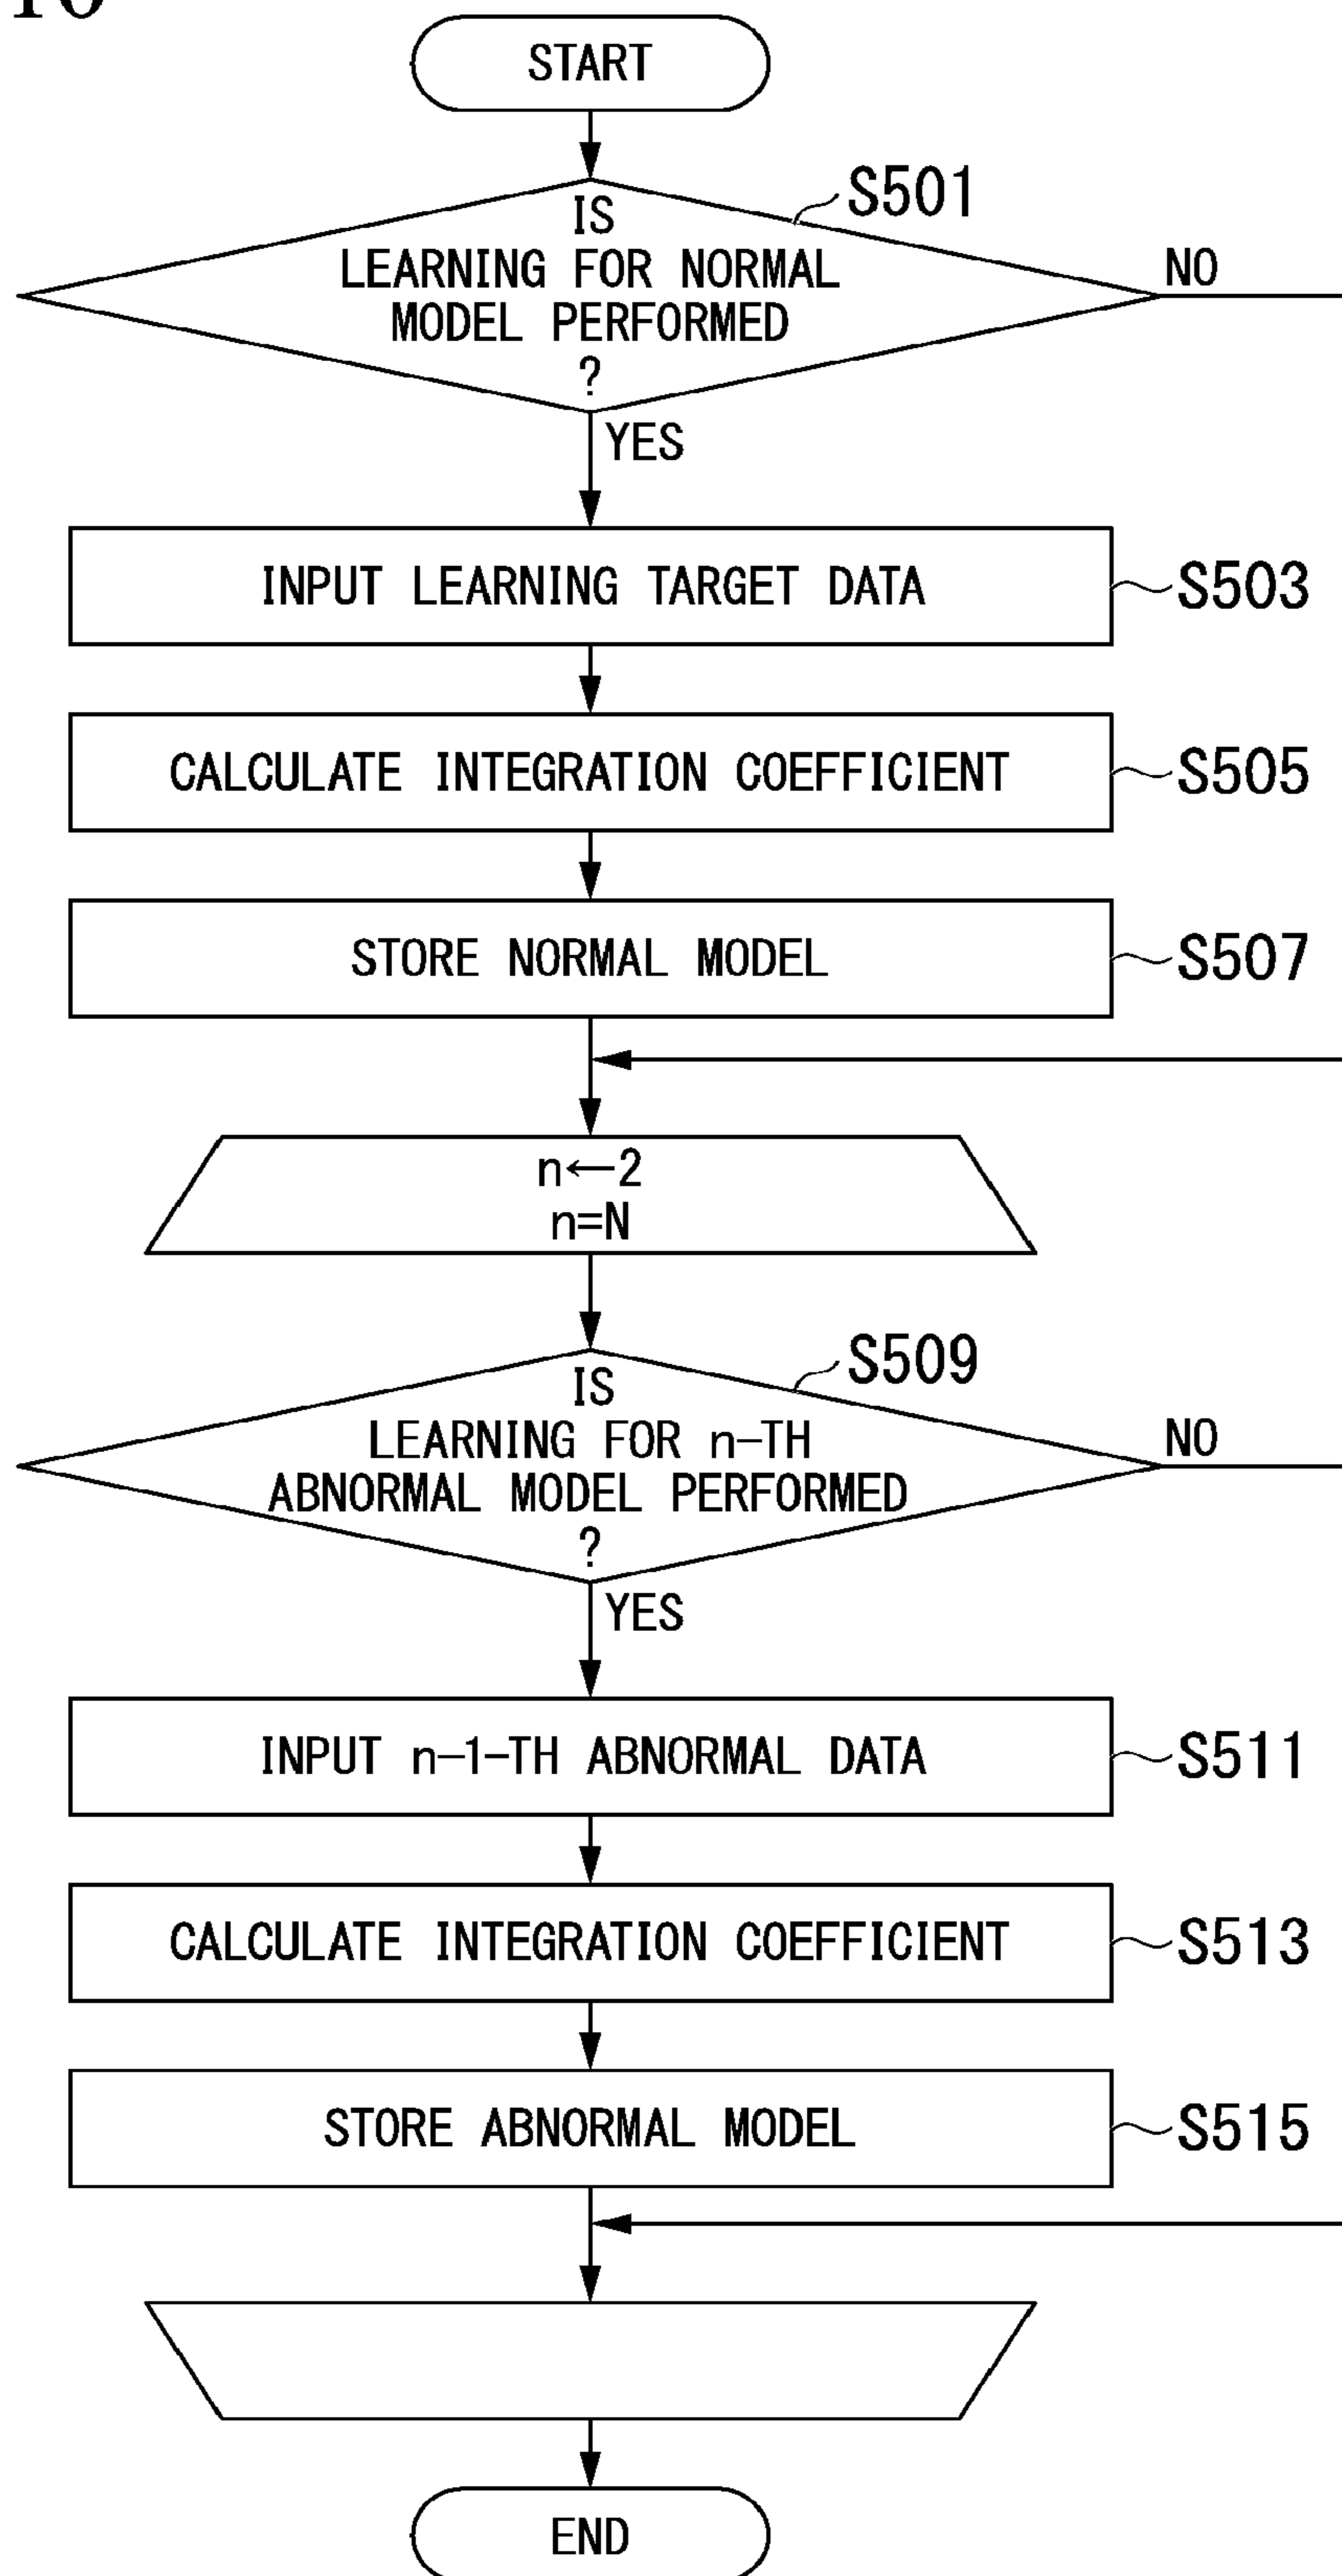 START
S501
IS
LEARNING FOR NORMAL
MODEL PERFORMED
?
NO
YES
INPUT LEARNING TARGET DATA
S503
CALCULATE INTEGRATION COEFFICIENT
S505
STORE NORMAL MODEL
S507
n←2
n=N
S509
IS
LEARNING FOR n-TH
ABNORMAL MODEL PERFORMED
?
NO
YES
INPUT n-1-TH ABNORMAL DATA
S511
CALCULATE INTEGRATION COEFFICIENT
S513
STORE ABNORMAL MODEL
S515
END